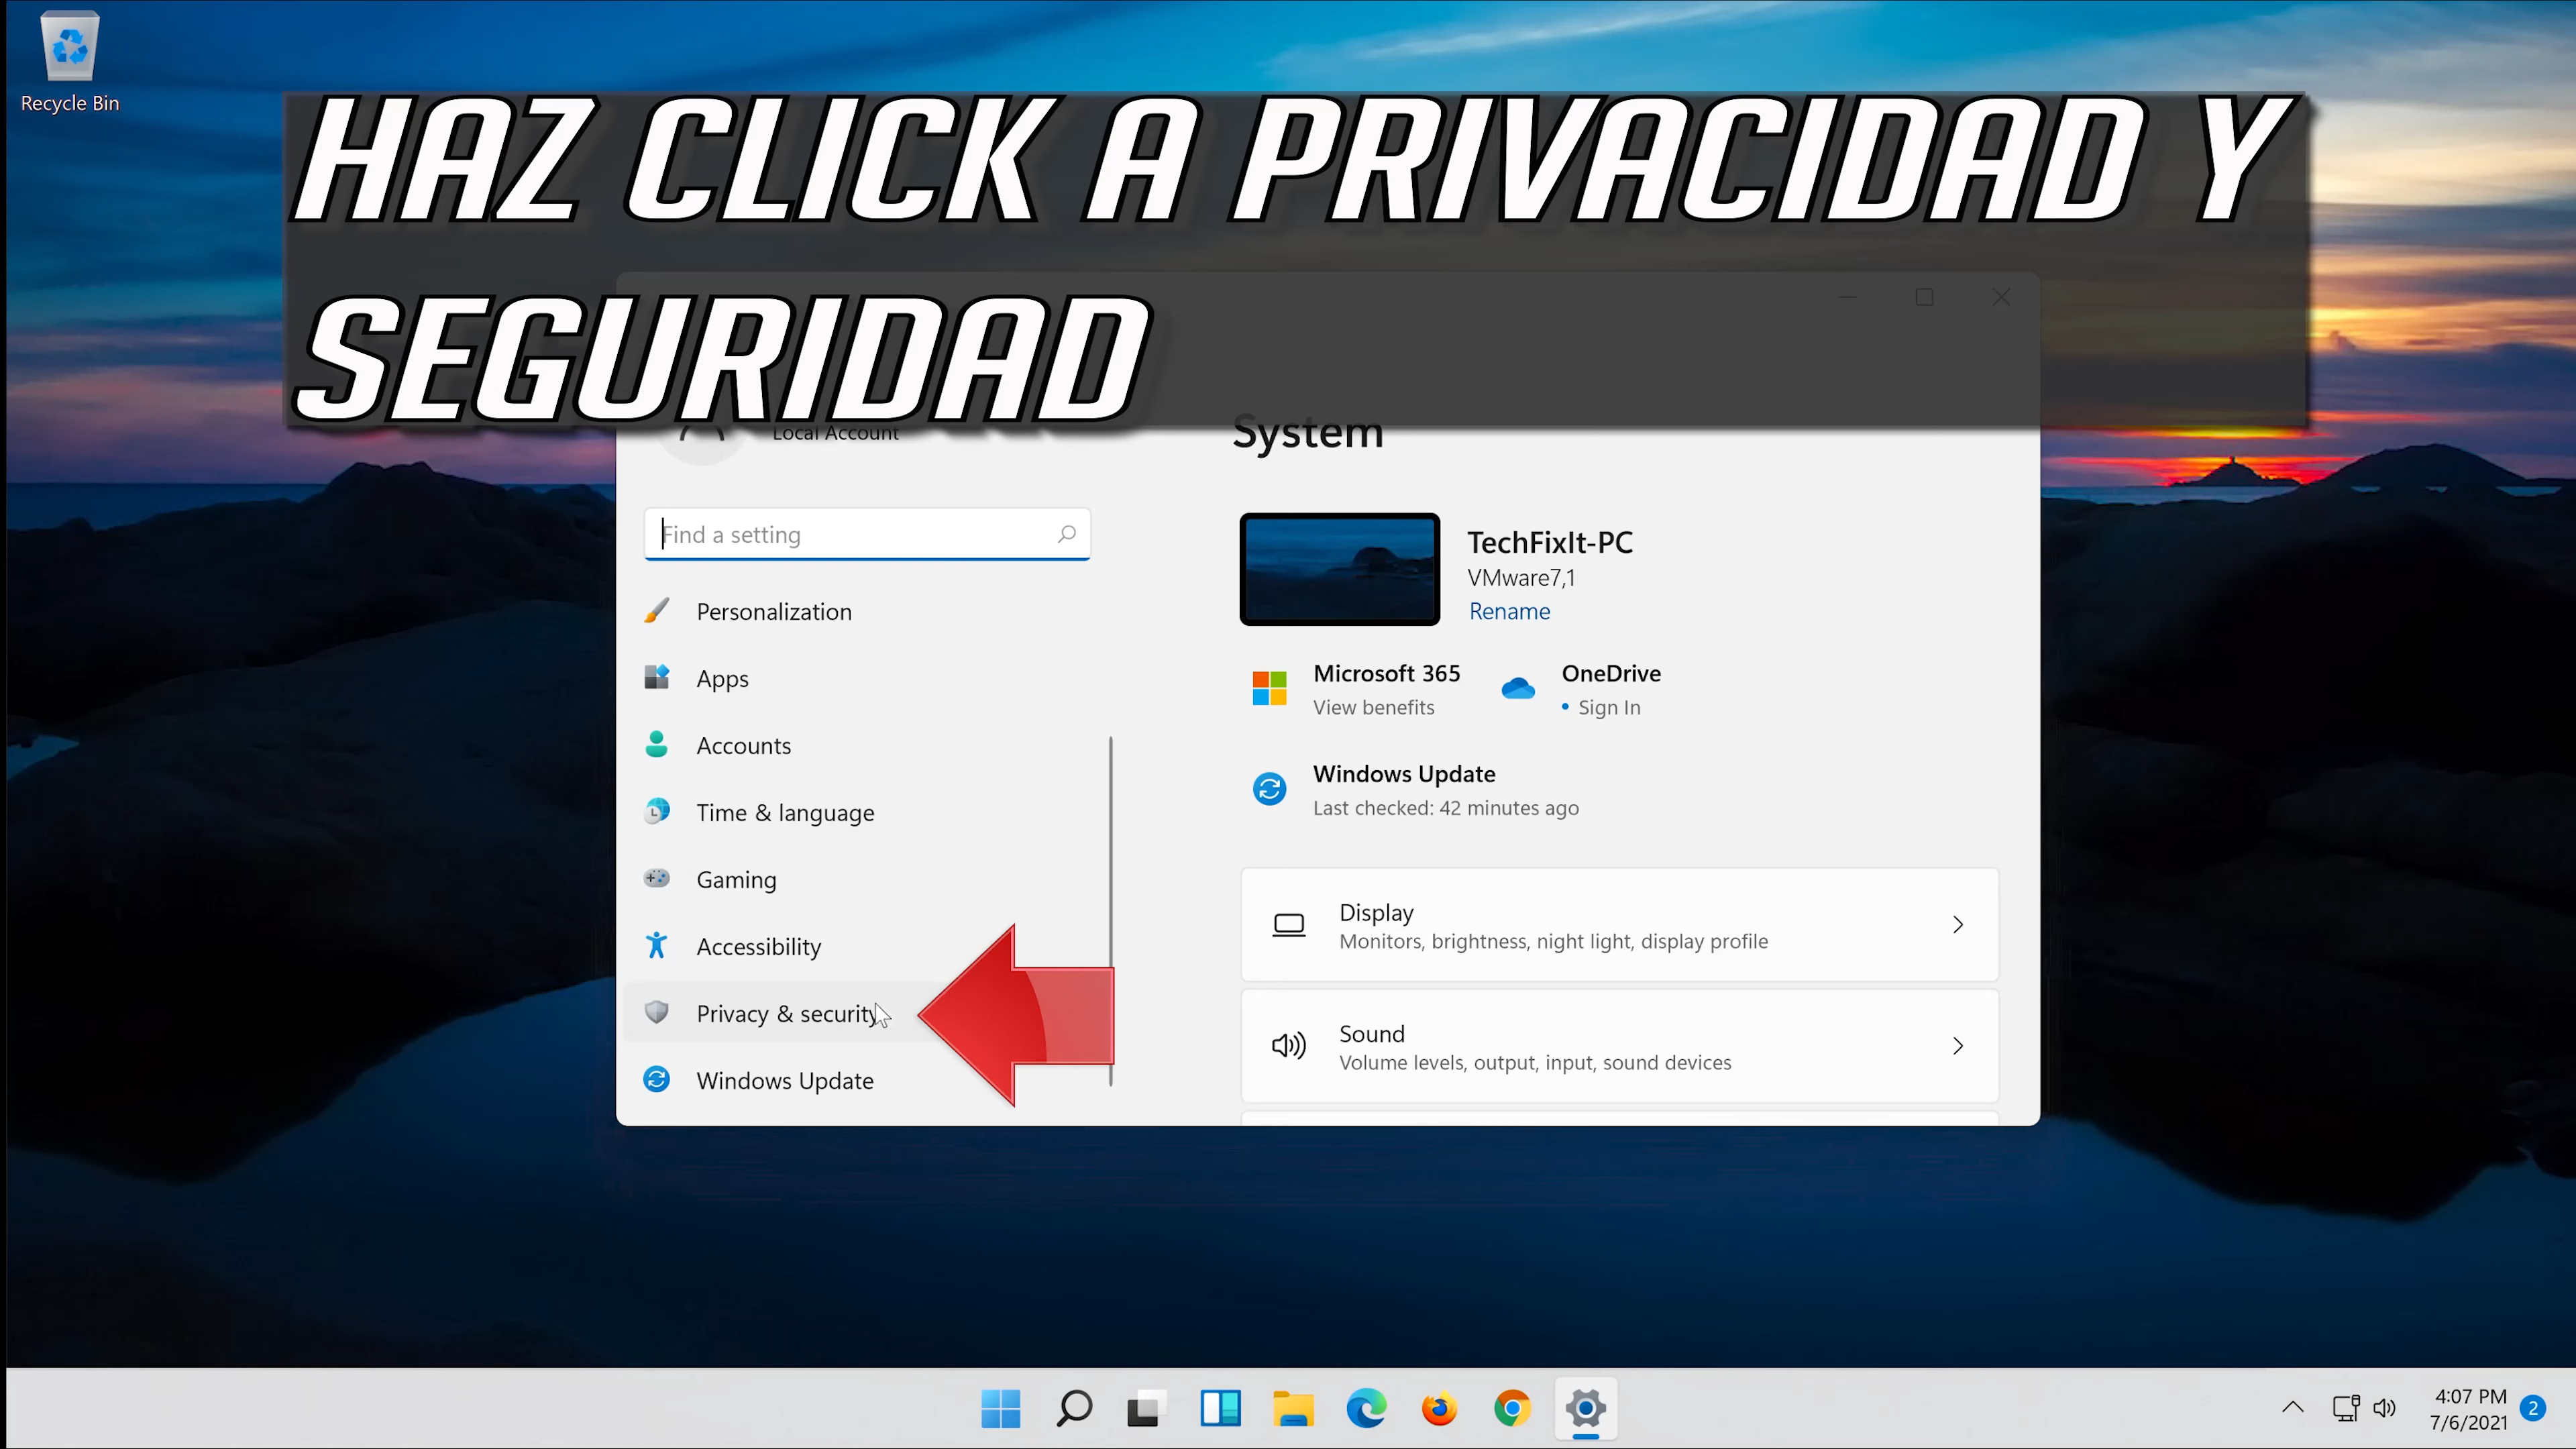 Recycle Bin
HAZ CLICK A PRIVACIDAD Y
SEGURIDAD
Local Account
System
Find a setting
Personalization
Apps
Accounts
Time & language
Gaming
Accessibility
Privacy & security
Windows Update
TechFixIt-PC
VMware7,1
Rename
Microsoft 365
View benefits
OneDrive
• Sign In
Windows Update
Last checked: 42 minutes ago
Display
Monitors, brightness, night light, display profile
Sound
Volume levels, output, input, sound devices
4:07 PM
7/6/2021
2